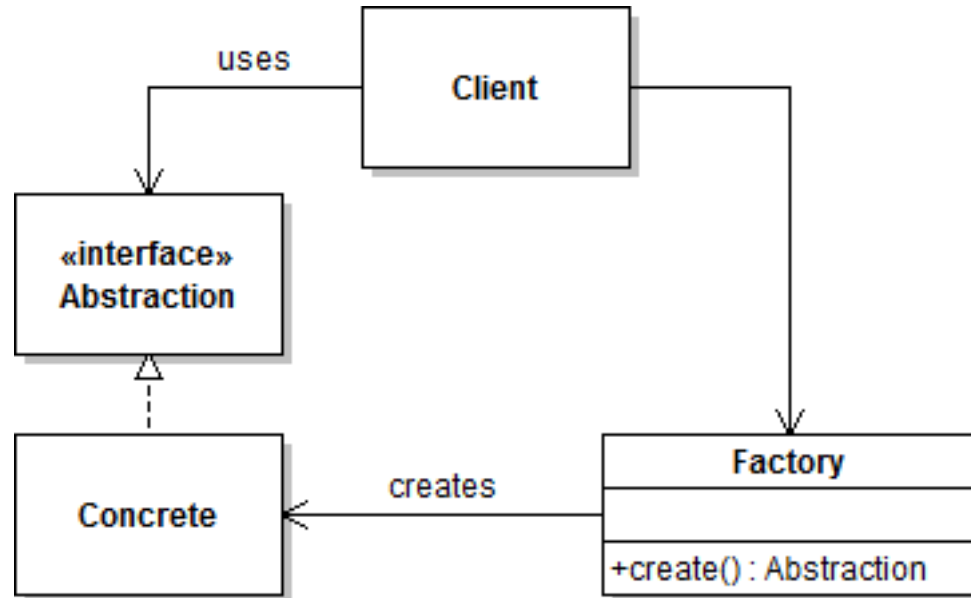 uses
Client
«interface»
Abstraction
Factory
creates
Concrete
+create() : Abstraction